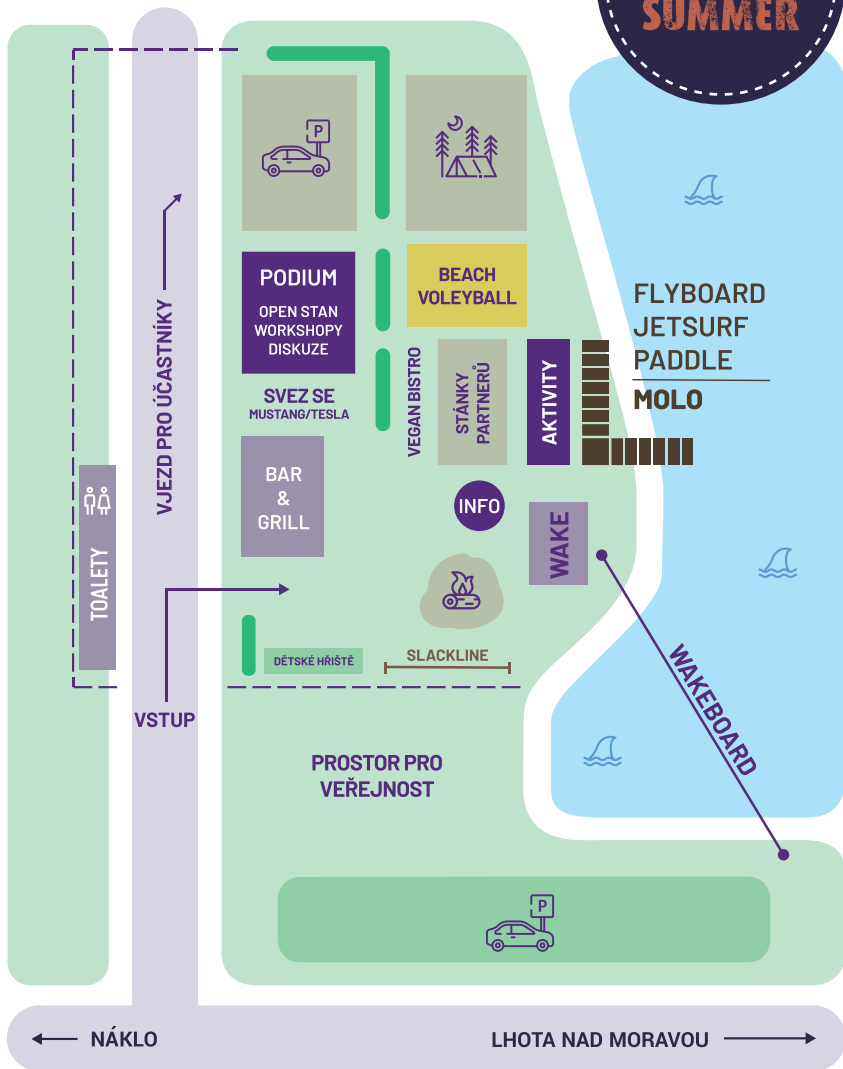 SUMMER
P
PODIUM
OPEN STAN
WORKSHOPY
DISKUZE
BEACH
VOLEYBALL
FLYBOARD
JETSURF
PADDLE
MOLO
VJEZD PRO ÚČASTNÍKY
SVEZ SE
MUSTANG/TESLA
VEGAN BISTRO
STÁNKY
PARTNERŮ
AKTIVITY
BAR
&
GRILL
INFO
WAKE
TOALETY
DĚTSKÉ HŘIŠTĚ
SLACKLINE
WAKEBOARD
VSTUP
PROSTOR PRO
VEŘEJNOST
P
NÁKLO
LHOTA NAD MORAVOU